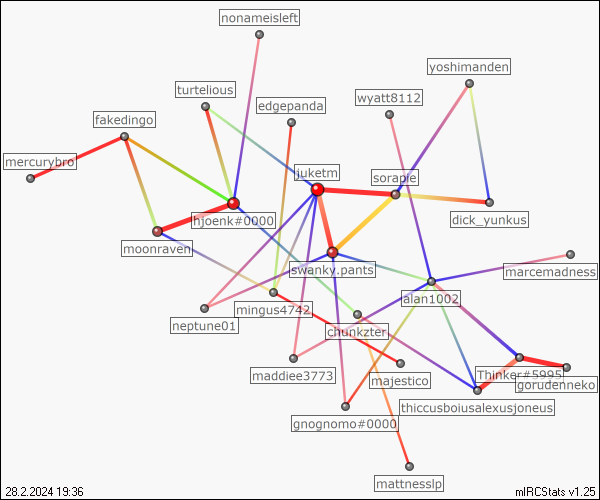 nonameisleft
yoshimanden
turtelious
wyatt8112
edgepanda
fakedingo
mercurybro
juketm
sorapie
hjoenk#0000
dick_yunkus
moonraven
swanky.pants
marcemadness
alan1002
mingus4742
neptune01
chunkzter
maddiee3773
majestico
Thinker#5995
gorudenneko
thiccusboiusalexusjoneus
gnognomo#0000
mattnesslp
28.2.2024 19:36
mIRCStats v1.25